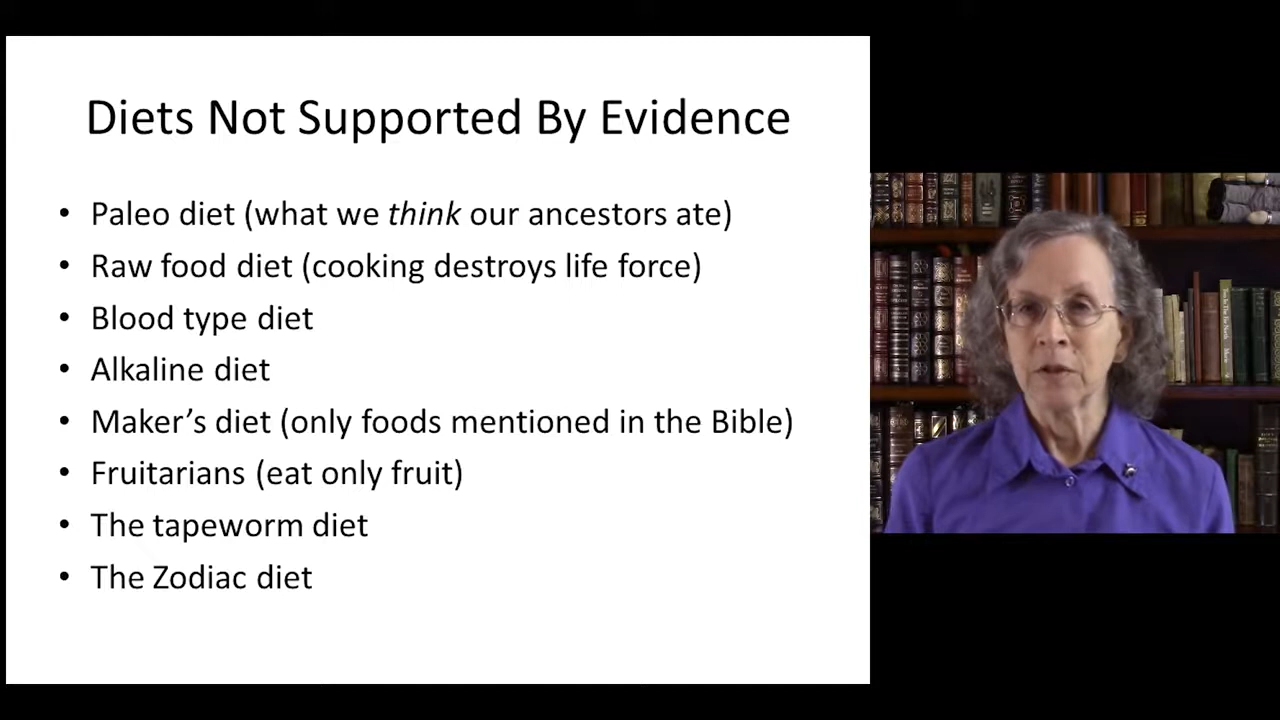 Diets Not Supported By Evidence
• Paleo diet (what we think our ancestors ate)
• Raw food diet (cooking destroys life force)
• Blood type diet
• Alkaline diet
• Maker’s diet (only foods mentioned in the Bible)
• Fruitarians (eat only fruit)
• The tapeworm diet
• The Zodiac diet